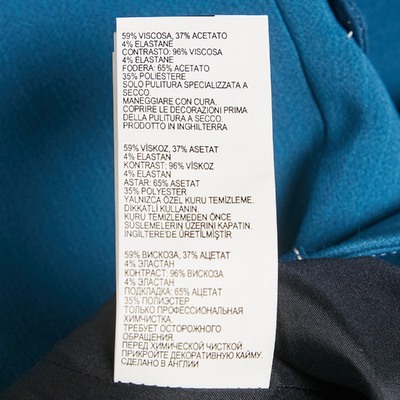 59% VISCOSA, 37% ACETATO
4% ELASTANE
CONTRASTO: 96% VISCOSA
4% ELASTANE
FODERA: 65% ACETATO
35% POLIESTERE
SOLO PULITURA SPECIALIZZATA A
SECCO.
MANEGGIARE CON CURA.
COPRIRE LE DECORAZIONI PRIMA
DELLA PULITURA A SECCO.
PRODOTTO IN INGHILTERRA
59% VİSKOZ, 37% ACETAT
4% ELASTAN
KONTRAST: 96% VİSKOZ
4% ELASTAN
ASTAR: 65% ASETAT
35% POLYESTER
YALNIZCA ÖZEL KURU TEMİZLEME.
DİKKATLİ KULLANIN.
KURU TEMİZLEMEDEN ÖNCE
SUSLEMELERIN ÜZERİNİ KAPATIN.
İNGİLTERE'DE ÜRETİLMİŞTİR
59% ВИСКОЗА, 37% АЦЕТАТ
4% ЭЛАСТАН
КОНТРАСТ: 96% ВИСКОЗА
4% ЭЛАСТАН
ПОДКЛАДКА: 65% АЦЕТАТ
35% ПОЛИЭСТЕР
ТОЛЬКО ПРОФЕССИОНАЛЬНАЯ
ХИМЧИСТКА.
ТРЕБУЕТ ОСТОРОЖНОГО
ОБРАЩЕНИЯ.
ПЕРЕД ХИМИЧЕСКОЙ ЧИСТКОЙ
ПРИКРОЙТЕ ДЕКОРАТИВНУЮ КАЙМУ.
СДЕЛАНО В АНГЛИИ